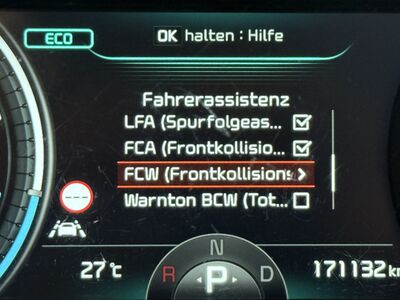 ECO
OK halten : Hilfe
Fahrerassistenz
LFA (Spurfolgeas...
FCA (Frontkollisio...
FCW (Frontkollisions
Warnton BCW (Tot...
27 °C
R N P D
171132 km